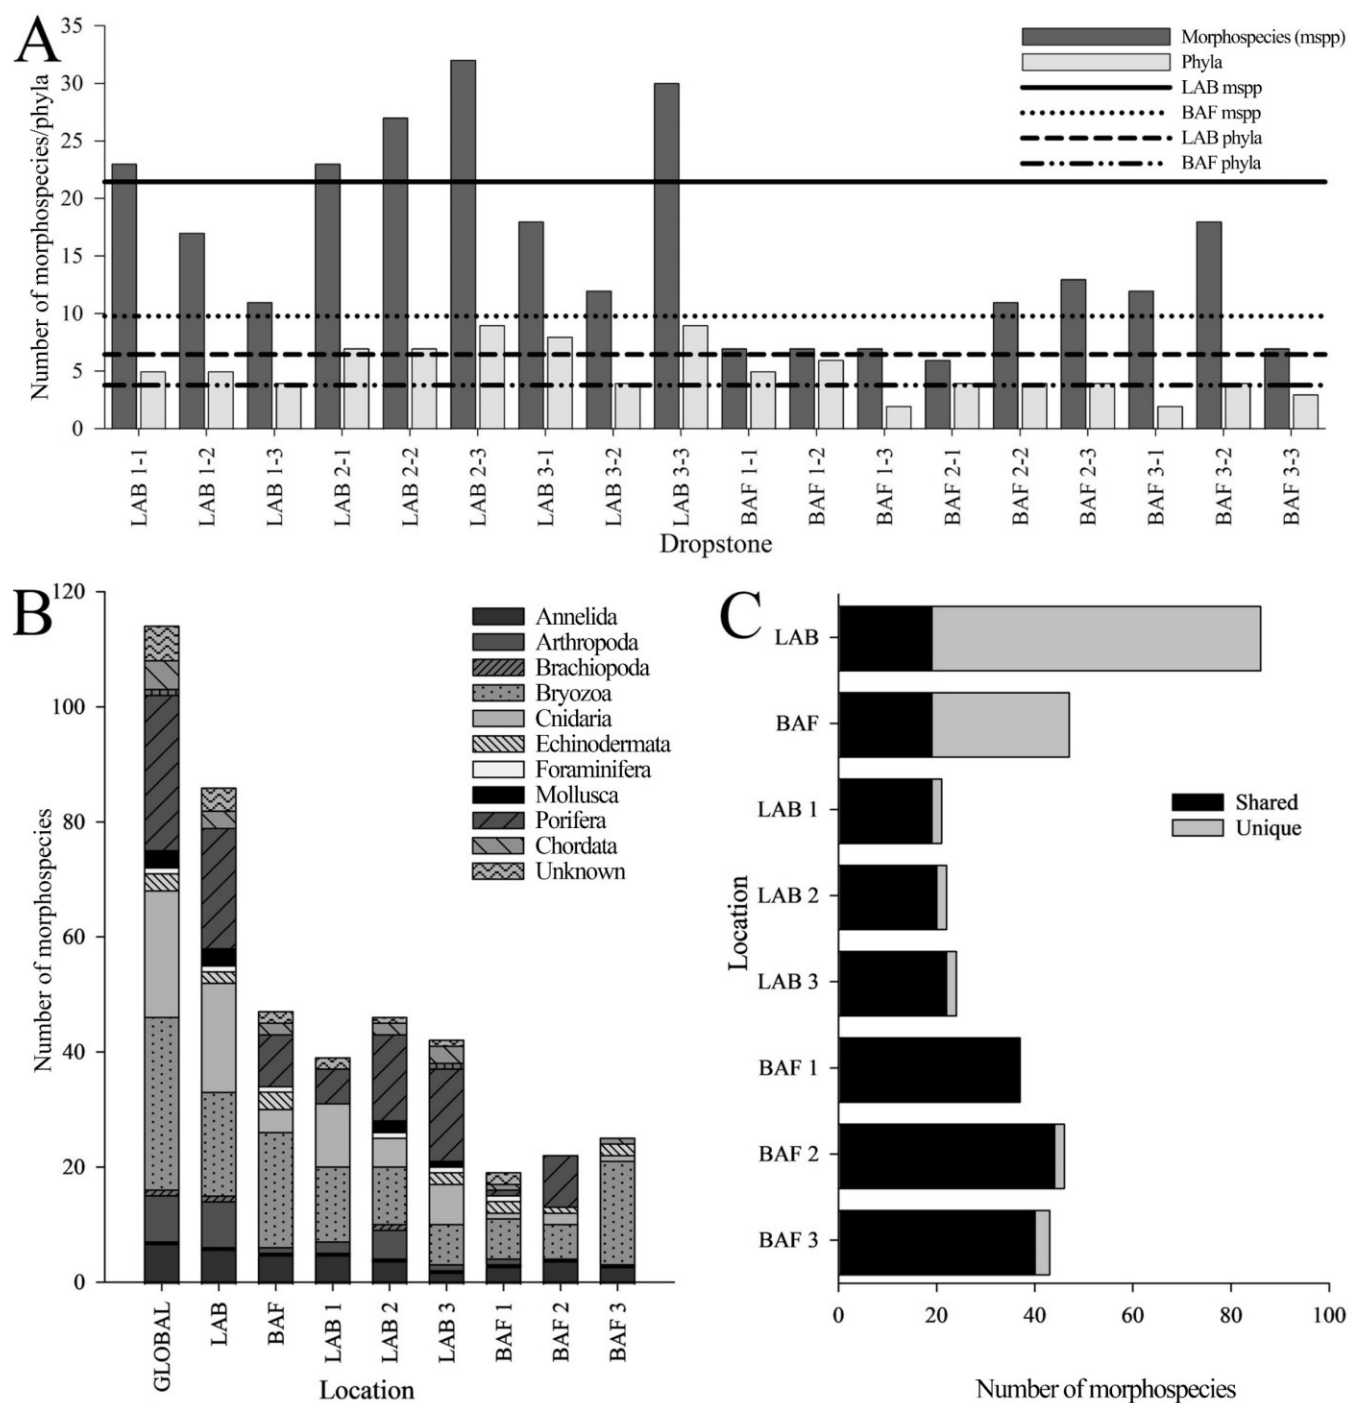 A
Number of morphospecies/phyla
35
30
25
20
15
10
5
0
Morphospecies (mspp)
Phyla
LAB mspp
BAF mspp
LAB phyla
BAF phyla
LAB 1-1
LAB 1-2
LAB 1-3
LAB 2-1
LAB 2-2
LAB 2-3
LAB 3-1
LAB 3-2
LAB 3-3
BAF 1-1
BAF 1-2
BAF 1-3
BAF 2-1
BAF 2-2
BAF 2-3
BAF 3-1
BAF 3-2
BAF 3-3
Dropstone
B
Number of morphospecies
120
100
80
60
40
20
0
Annelida
Arthropoda
Brachiopoda
Bryozoa
Cnidaria
Echinodermata
Foraminifera
Mollusca
Porifera
Chordata
Unknown
GLOBAL
LAB
BAF
LAB 1
LAB 2
LAB 3
BAF 1
BAF 2
BAF 3
Location
C
Location
LAB
BAF
LAB 1
LAB 2
LAB 3
BAF 1
BAF 2
BAF 3
Shared
Unique
0
20
40
60
80
100
Number of morphospecies